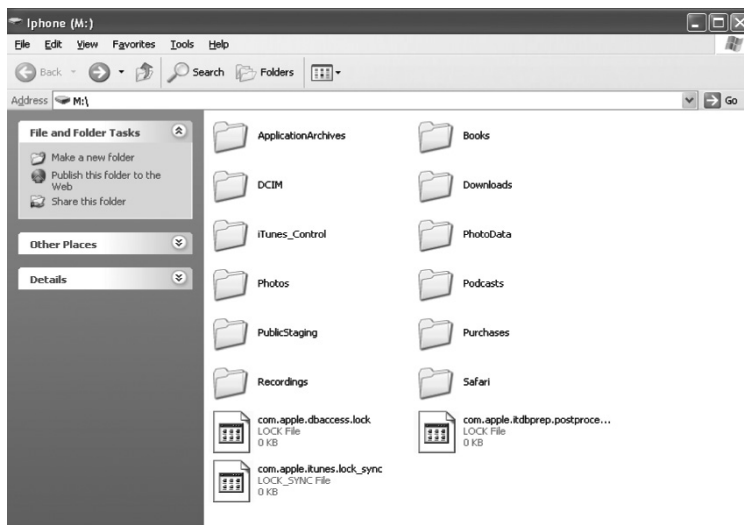 Iphone (M:)
File Edit View Favorites Tools Help
Back Search Folders
Address M:\ Go
File and Folder Tasks
Make a new folder
Publish this folder to the
Web
Share this folder
Other Places
Details
ApplicationArchives
Books
DCIM
Downloads
iTunes_Control
PhotoData
Photos
Podcasts
PublicStaging
Purchases
Recordings
Safari
com.apple.dbaccess.lock
LOCK File
0 KB
com.apple.itdbprep.postproce...
LOCK File
0 KB
com.apple.itunes.lock_sync
LOCK_SYNC File
0 KB